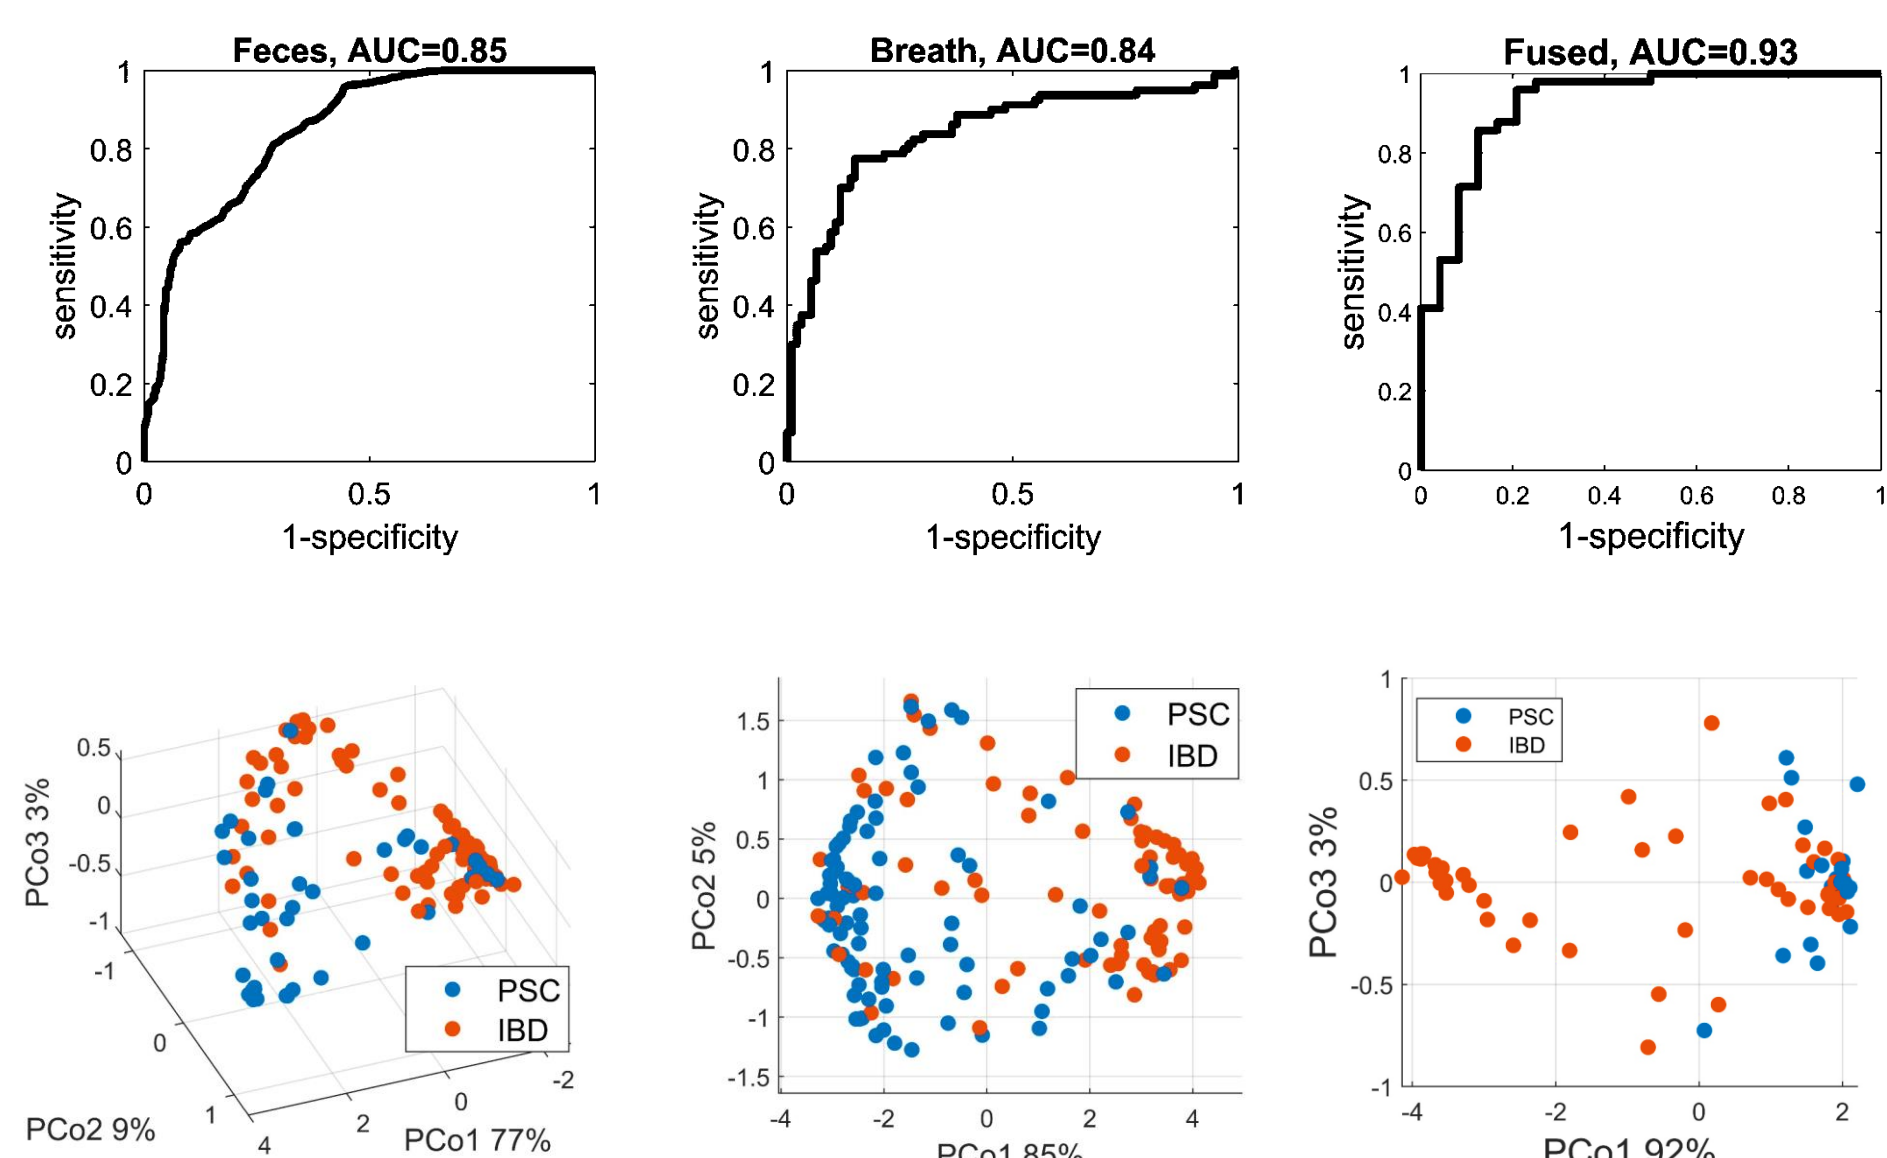 Feces, AUC=0.85
1
0.8
0.6
0.4
0.2
0
sensitivity
0 0.5 1
1-specificity
Breath, AUC=0.84
1
0.8
0.6
0.4
0.2
0
sensitivity
0 0.5 1
1-specificity
Fused, AUC=0.93
1
0.8
0.6
0.4
0.2
0
sensitivity
0 0.2 0.4 0.6 0.8 1
1-specificity
0.5
0
-0.5
-1
PCo3 3%
-1
0
1
PCo2 9%
4 2 0 -2
PCo1 77%
PSC
IBD
1.5
1
0.5
0
-0.5
-1
-1.5
PCo2 5%
-4 -2 0 2 4
PCo1 85%
PSC
IBD
1
0.5
0
-0.5
-1
PCo3 3%
-4 -2 0 2
PCo1 92%
PSC
IBD